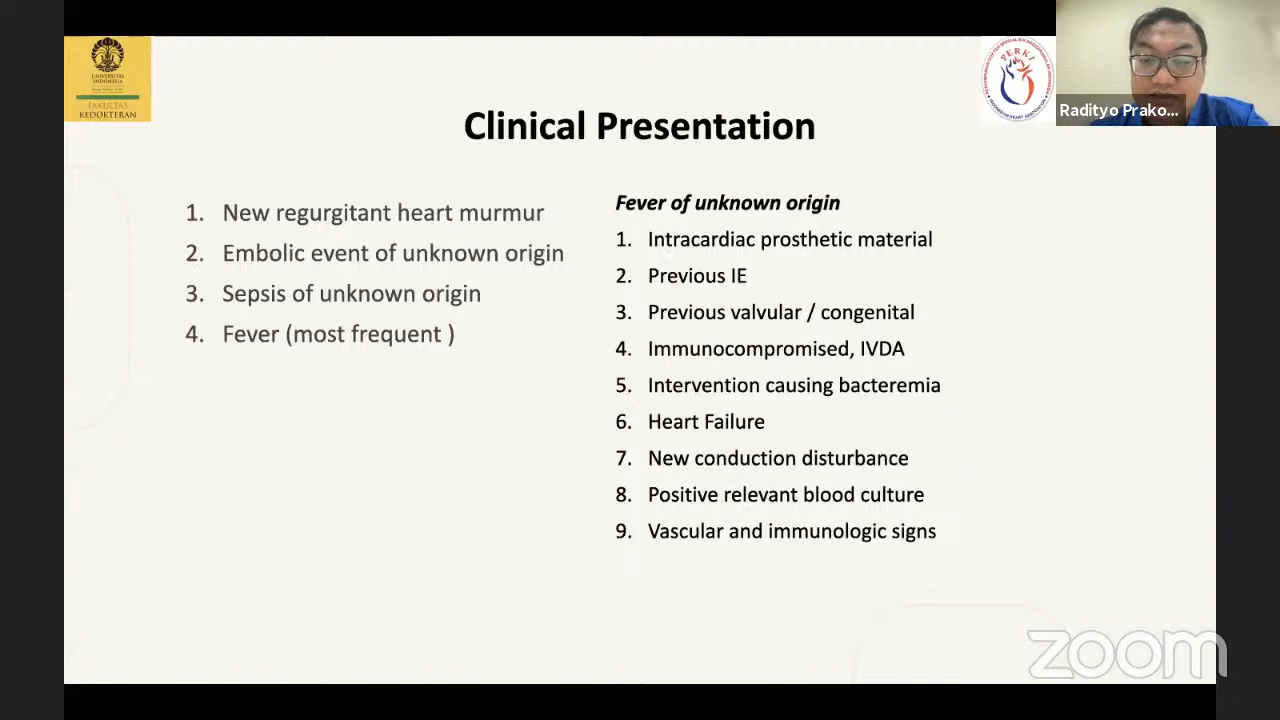 UNIVERSITAS
INDONESIA
FAKULTAS
KEDOKTERAN
PERKI
Radityo Prako...
Clinical Presentation
1. New regurgitant heart murmur
2. Embolic event of unknown origin
3. Sepsis of unknown origin
4. Fever (most frequent )
Fever of unknown origin
1. Intracardiac prosthetic material
2. Previous IE
3. Previous valvular / congenital
4. Immunocompromised, IVDA
5. Intervention causing bacteremia
6. Heart Failure
7. New conduction disturbance
8. Positive relevant blood culture
9. Vascular and immunologic signs
zoom